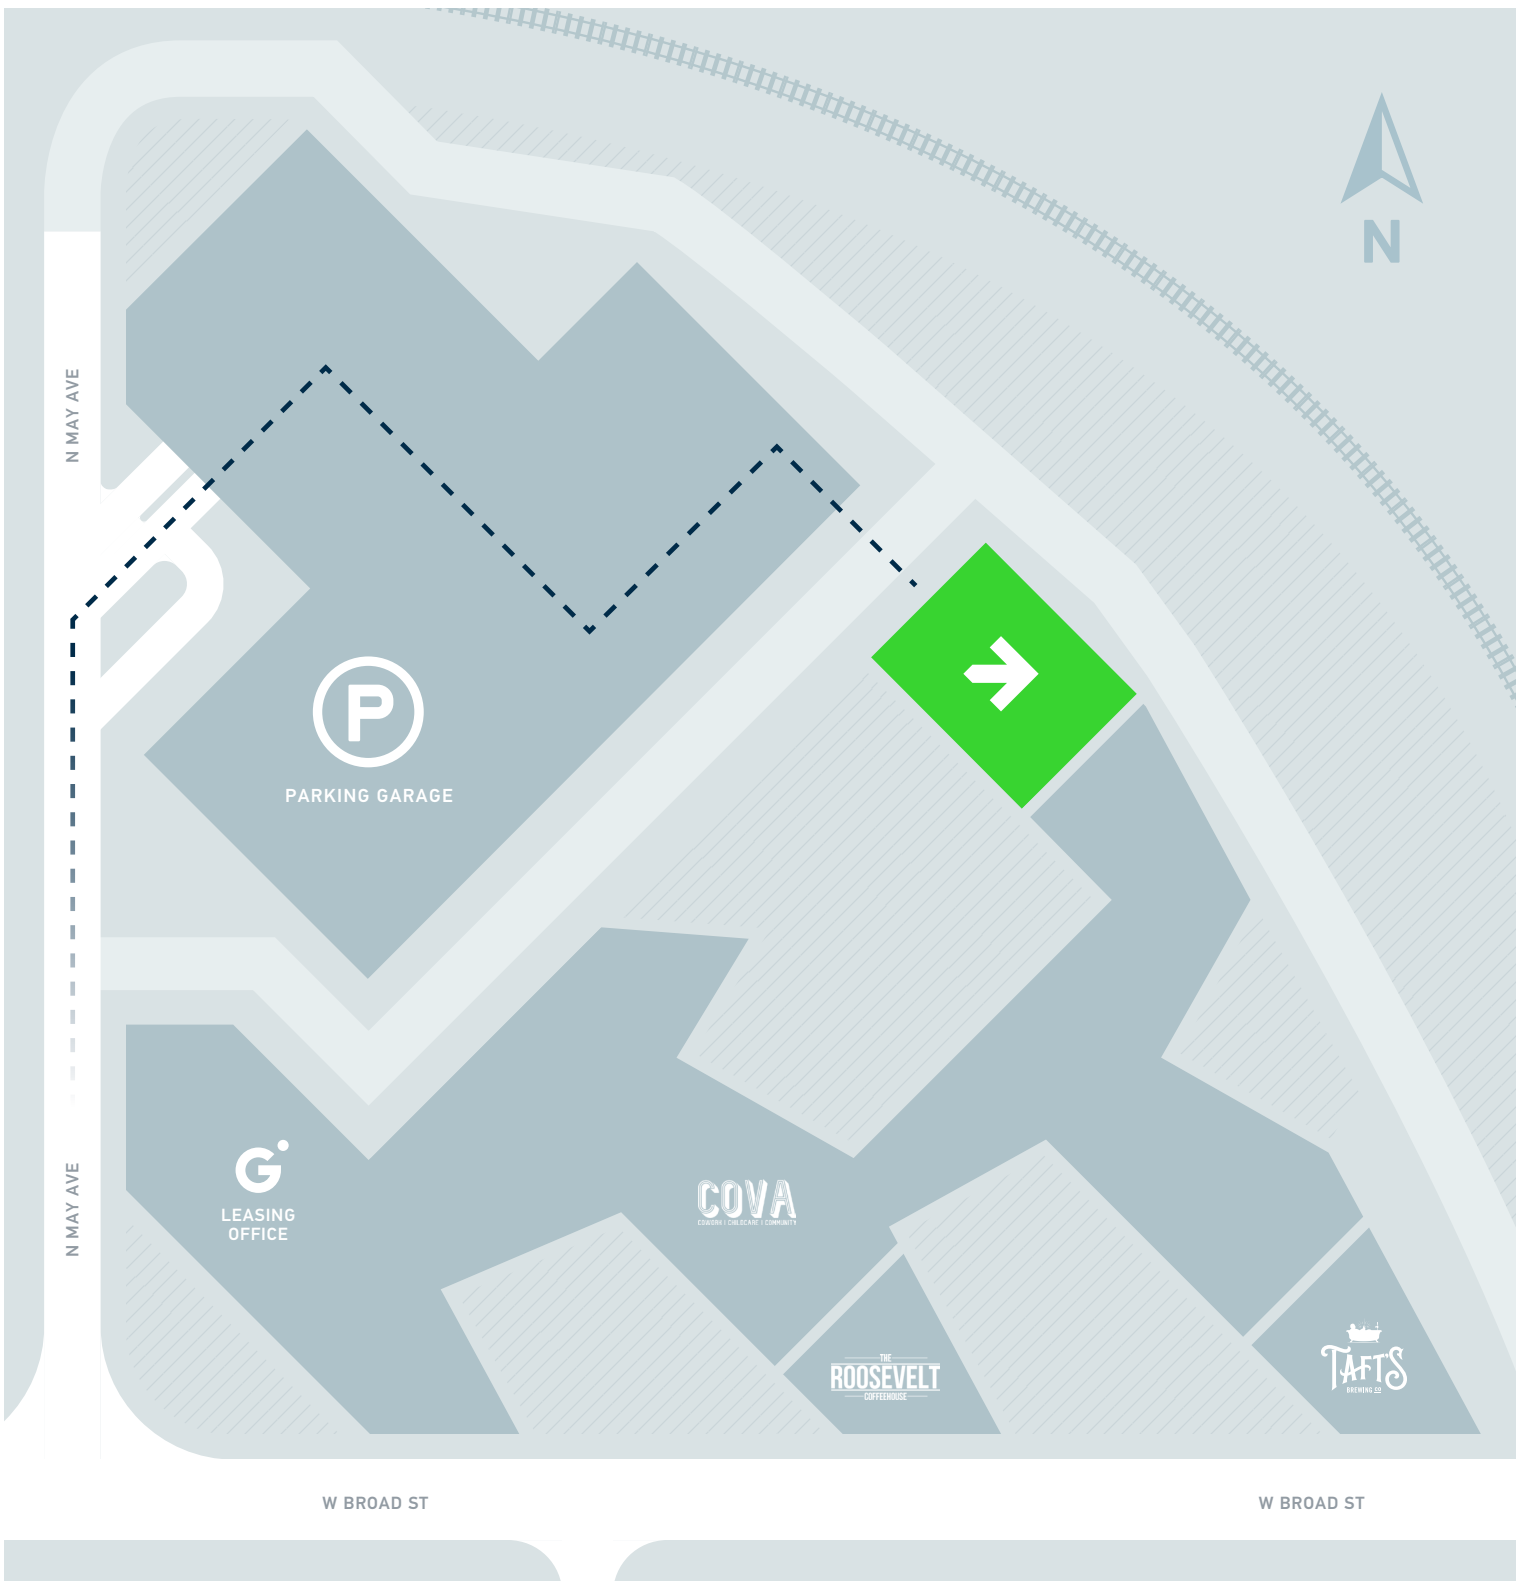 N
N MAY AVE
P
PARKING GARAGE
N MAY AVE
G
LEASING
OFFICE
COVA
COWORK | CHILDCARE | COMMUNITY
THE
ROOSEVELT
COFFEEHOUSE
TAFT'S
BREWING CO
W BROAD ST
W BROAD ST